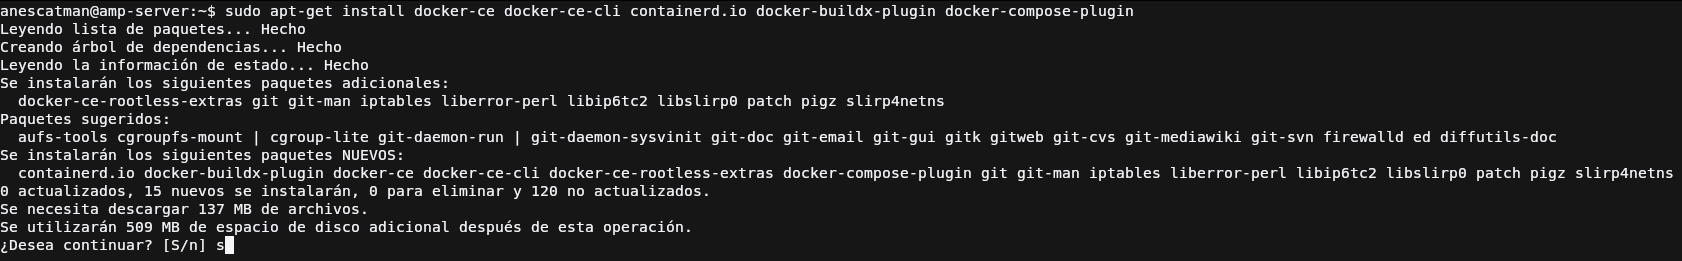 anescatman@amp-server:~$ sudo apt-get install docker-ce docker-ce-cli containerd.io docker-buildx-plugin docker-compose-plugin
Leyendo lista de paquetes... Hecho
Creando árbol de dependencias... Hecho
Leyendo la información de estado... Hecho
Se instalarán los siguientes paquetes adicionales:
  docker-ce-rootless-extras git git-man iptables liberror-perl libip6tc2 libslirp0 patch pigz slirp4netns
Paquetes sugeridos:
  aufs-tools cgroupfs-mount | cgroup-lite git-daemon-run | git-daemon-sysvinit git-doc git-email git-gui gitk gitweb git-cvs git-mediawiki git-svn firewalld ed diffutils-doc
Se instalarán los siguientes paquetes NUEVOS:
  containerd.io docker-buildx-plugin docker-ce docker-ce-cli docker-ce-rootless-extras docker-compose-plugin git git-man iptables liberror-perl libip6tc2 libslirp0 patch pigz slirp4netns
0 actualizados, 15 nuevos se instalarán, 0 para eliminar y 120 no actualizados.
Se necesita descargar 137 MB de archivos.
Se utilizarán 509 MB de espacio de disco adicional después de esta operación.
¿Desea continuar? [S/n] s